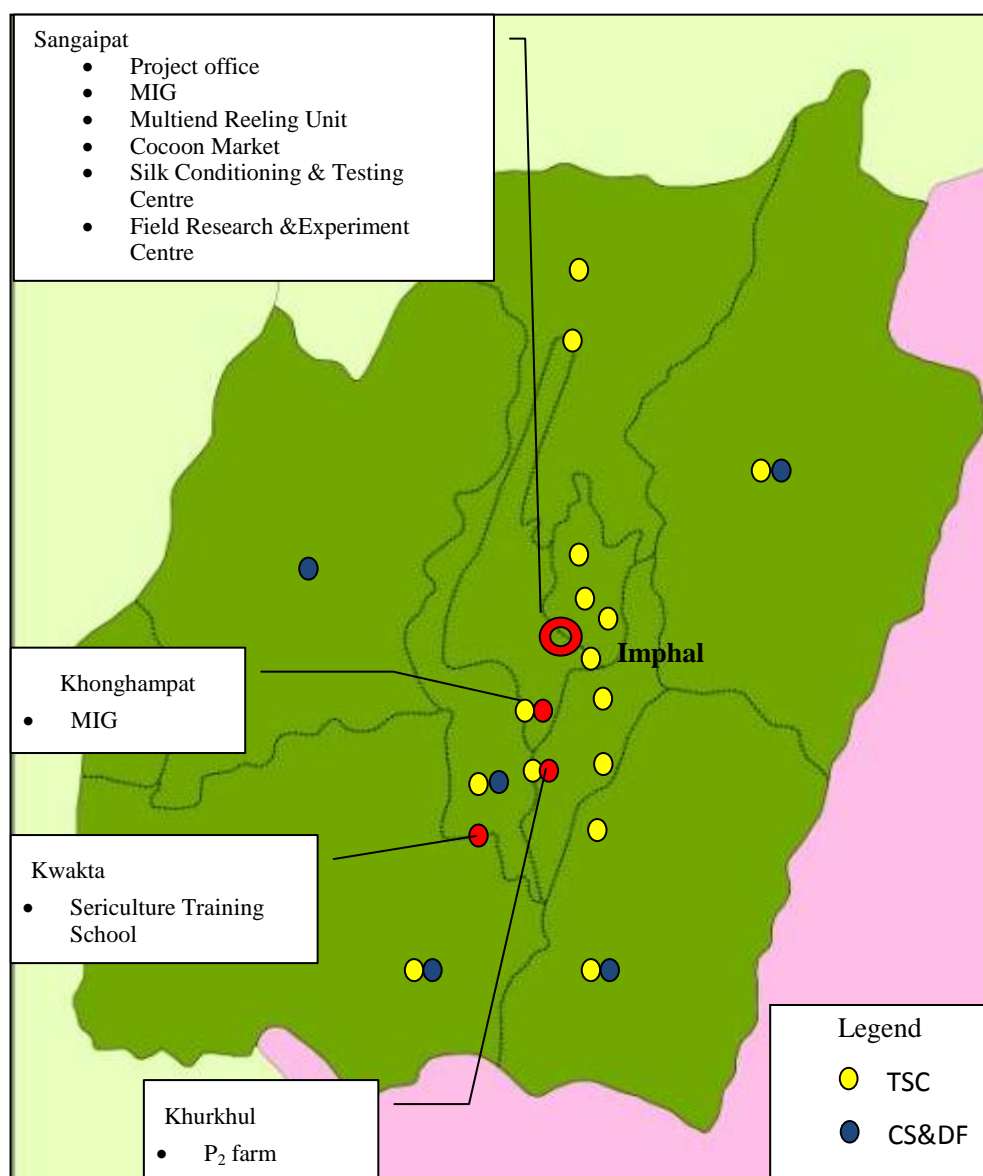 Sangaipat
• Project office
• MIG
• Multiend Reeling Unit
• Cocoon Market
• Silk Conditioning & Testing
Centre
• Field Research &Experiment
Centre
Imphal
Khonghampat
• MIG
Kwakta
• Sericulture Training
School
Khurkhul
• P₂ farm
Legend
TSC
CS&DF